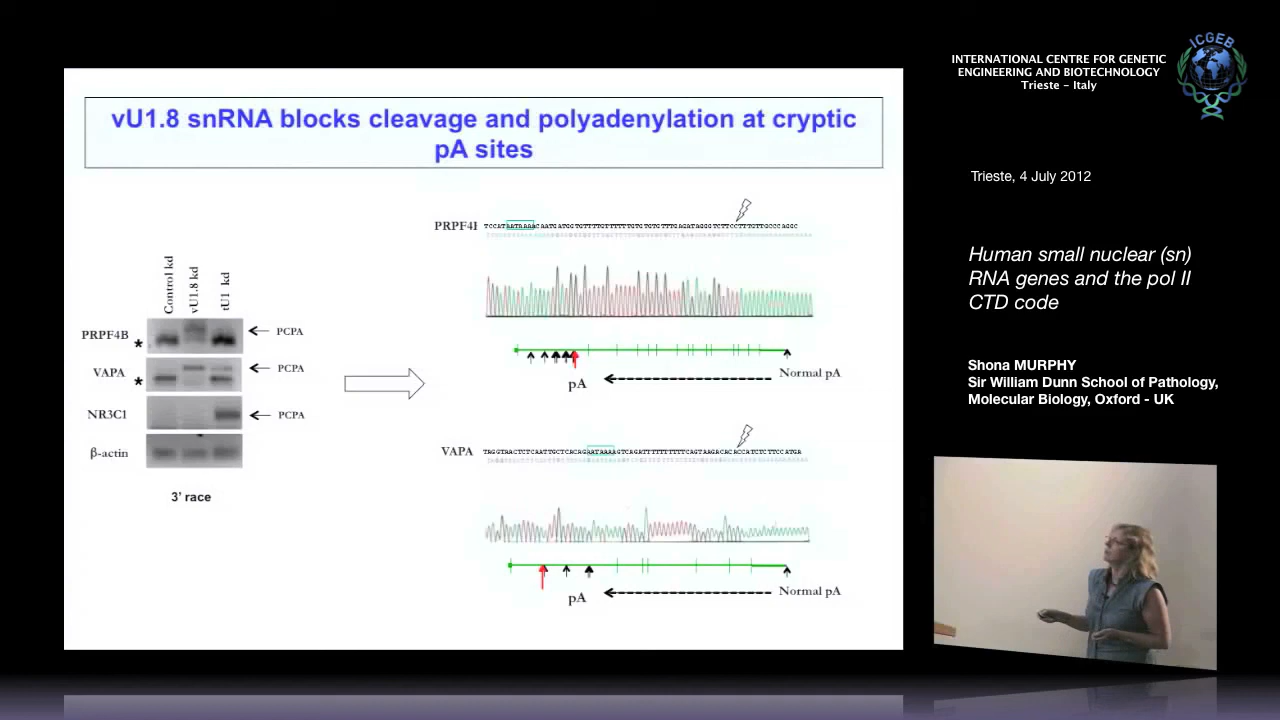 vU1.8 snRNA blocks cleavage and polyadenylation at cryptic
pA sites
Control kd
vU1.8 kd
tU1 kd
PRPF4B
*
PCPA
VAPA
*
PCPA
NR3C1
PCPA
β-actin
3' race
PRPF4
pA
Normal pA
VAPA
pA
Normal pA
INTERNATIONAL CENTRE FOR GENETIC
ENGINEERING AND BIOTECHNOLOGY
Trieste - Italy
ICGEB
Trieste, 4 July 2012
Human small nuclear (sn)
RNA genes and the pol II
CTD code
Shona MURPHY
Sir William Dunn School of Pathology,
Molecular Biology, Oxford - UK